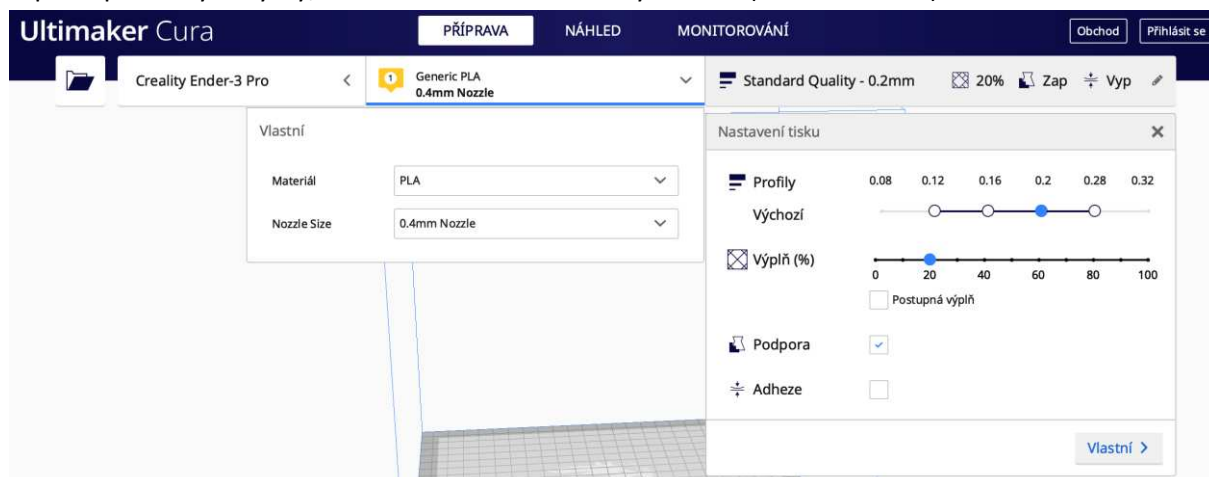 Ultimaker Cura PŘÍPRAVA NÁHLED MONITOROVÁNÍ Obchod Přihlásit se
Creality Ender-3 Pro 1 Generic PLA Standard Quality - 0.2mm 20% Zap Vyp
0.4mm Nozzle
Vlastní
Materiál PLA
Nozzle Size 0.4mm Nozzle
Nastavení tisku
Profily 0.08 0.12 0.16 0.2 0.28 0.32
Výchozí
Výplň (%)
0 20 40 60 80 100
Postupná výplň
Podpora
Adheze
Vlastní